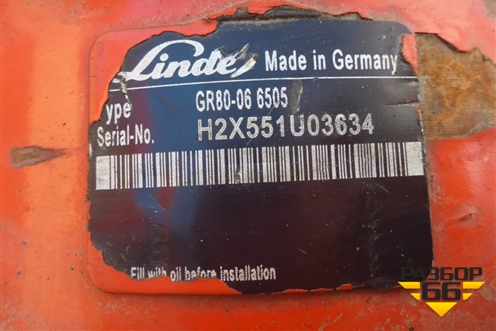 Linde Made in Germany
ype GR80-06 6505
Serial-No. H2X551U03634
Fill with oil before installation
РАЗБОР
66